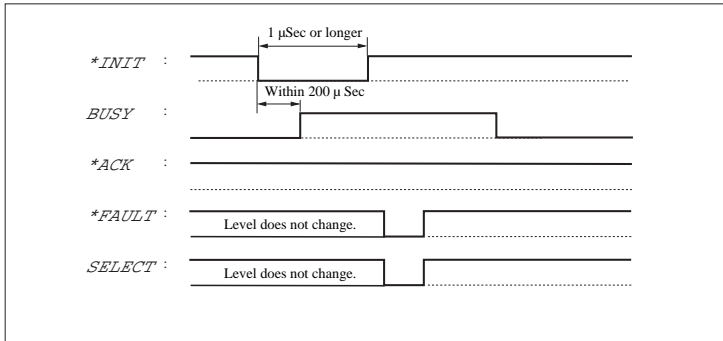 1 µSec or longer
*INIT :
Within 200 µ Sec
BUSY :
*ACK :
*FAULT :
Level does not change.
SELECT :
Level does not change.